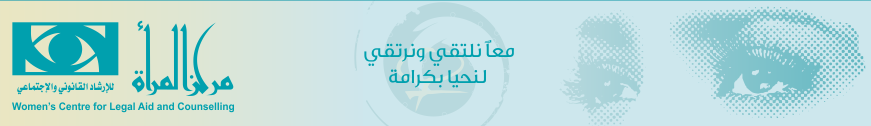 معاً نلتقي ونرتقي
لنحيا بكرامة
مركز المرأة
للإرشاد القانوني والإجتماعي
Women's Centre for Legal Aid and Counselling